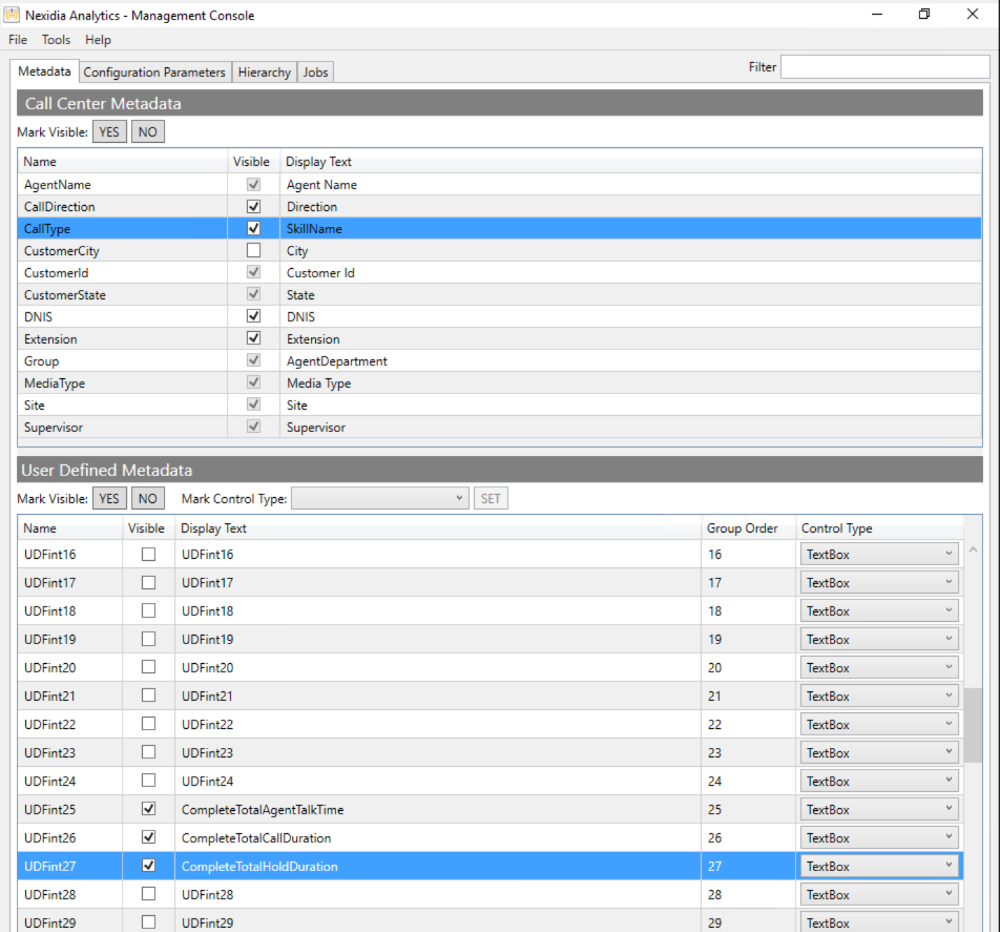 Nexidia Analytics - Management Console
File Tools Help
Metadata Configuration Parameters Hierarchy Jobs Filter
Call Center Metadata
Mark Visible: YES NO
Name Visible Display Text
AgentName Agent Name
CallDirection Direction
CallType SkillName
CustomerCity City
CustomerId Customer Id
CustomerState State
DNIS DNIS
Extension Extension
Group AgentDepartment
MediaType Media Type
Site Site
Supervisor Supervisor
User Defined Metadata
Mark Visible: YES NO Mark Control Type: SET
Name Visible Display Text Group Order Control Type
UDFint16 UDFint16 16 TextBox
UDFint17 UDFint17 17 TextBox
UDFint18 UDFint18 18 TextBox
UDFint19 UDFint19 19 TextBox
UDFint20 UDFint20 20 TextBox
UDFint21 UDFint21 21 TextBox
UDFint22 UDFint22 22 TextBox
UDFint23 UDFint23 23 TextBox
UDFint24 UDFint24 24 TextBox
UDFint25 CompleteTotalAgentTalkTime 25 TextBox
UDFint26 CompleteTotalCallDuration 26 TextBox
UDFint27 CompleteTotalHoldDuration 27 TextBox
UDFint28 UDFint28 28 TextBox
UDFint29 UDFint29 29 TextBox